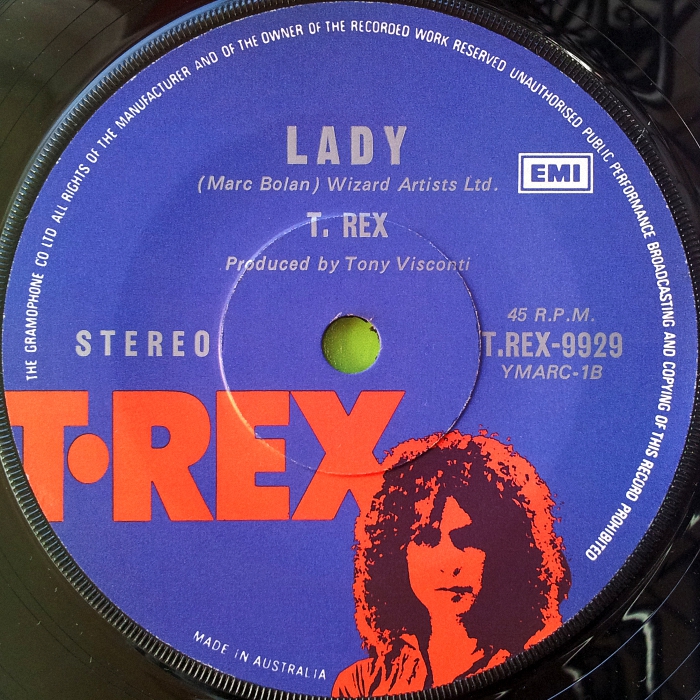 THE GRAMOPHONE CO LTD ALL RIGHTS OF THE MANUFACTURER AND OF THE OWNER OF THE RECORDED WORK RESERVED UNAUTHORISED PUBLIC PERFORMANCE BROADCASTING AND COPYING OF THIS RECORD PROHIBITED
LADY
(Marc Bolan) Wizard Artists Ltd.
EMI
T. REX
Produced by Tony Visconti
45 R.P.M.
STEREO
T.REX-9929
YMARC-1B
T•REX
MADE IN AUSTRALIA